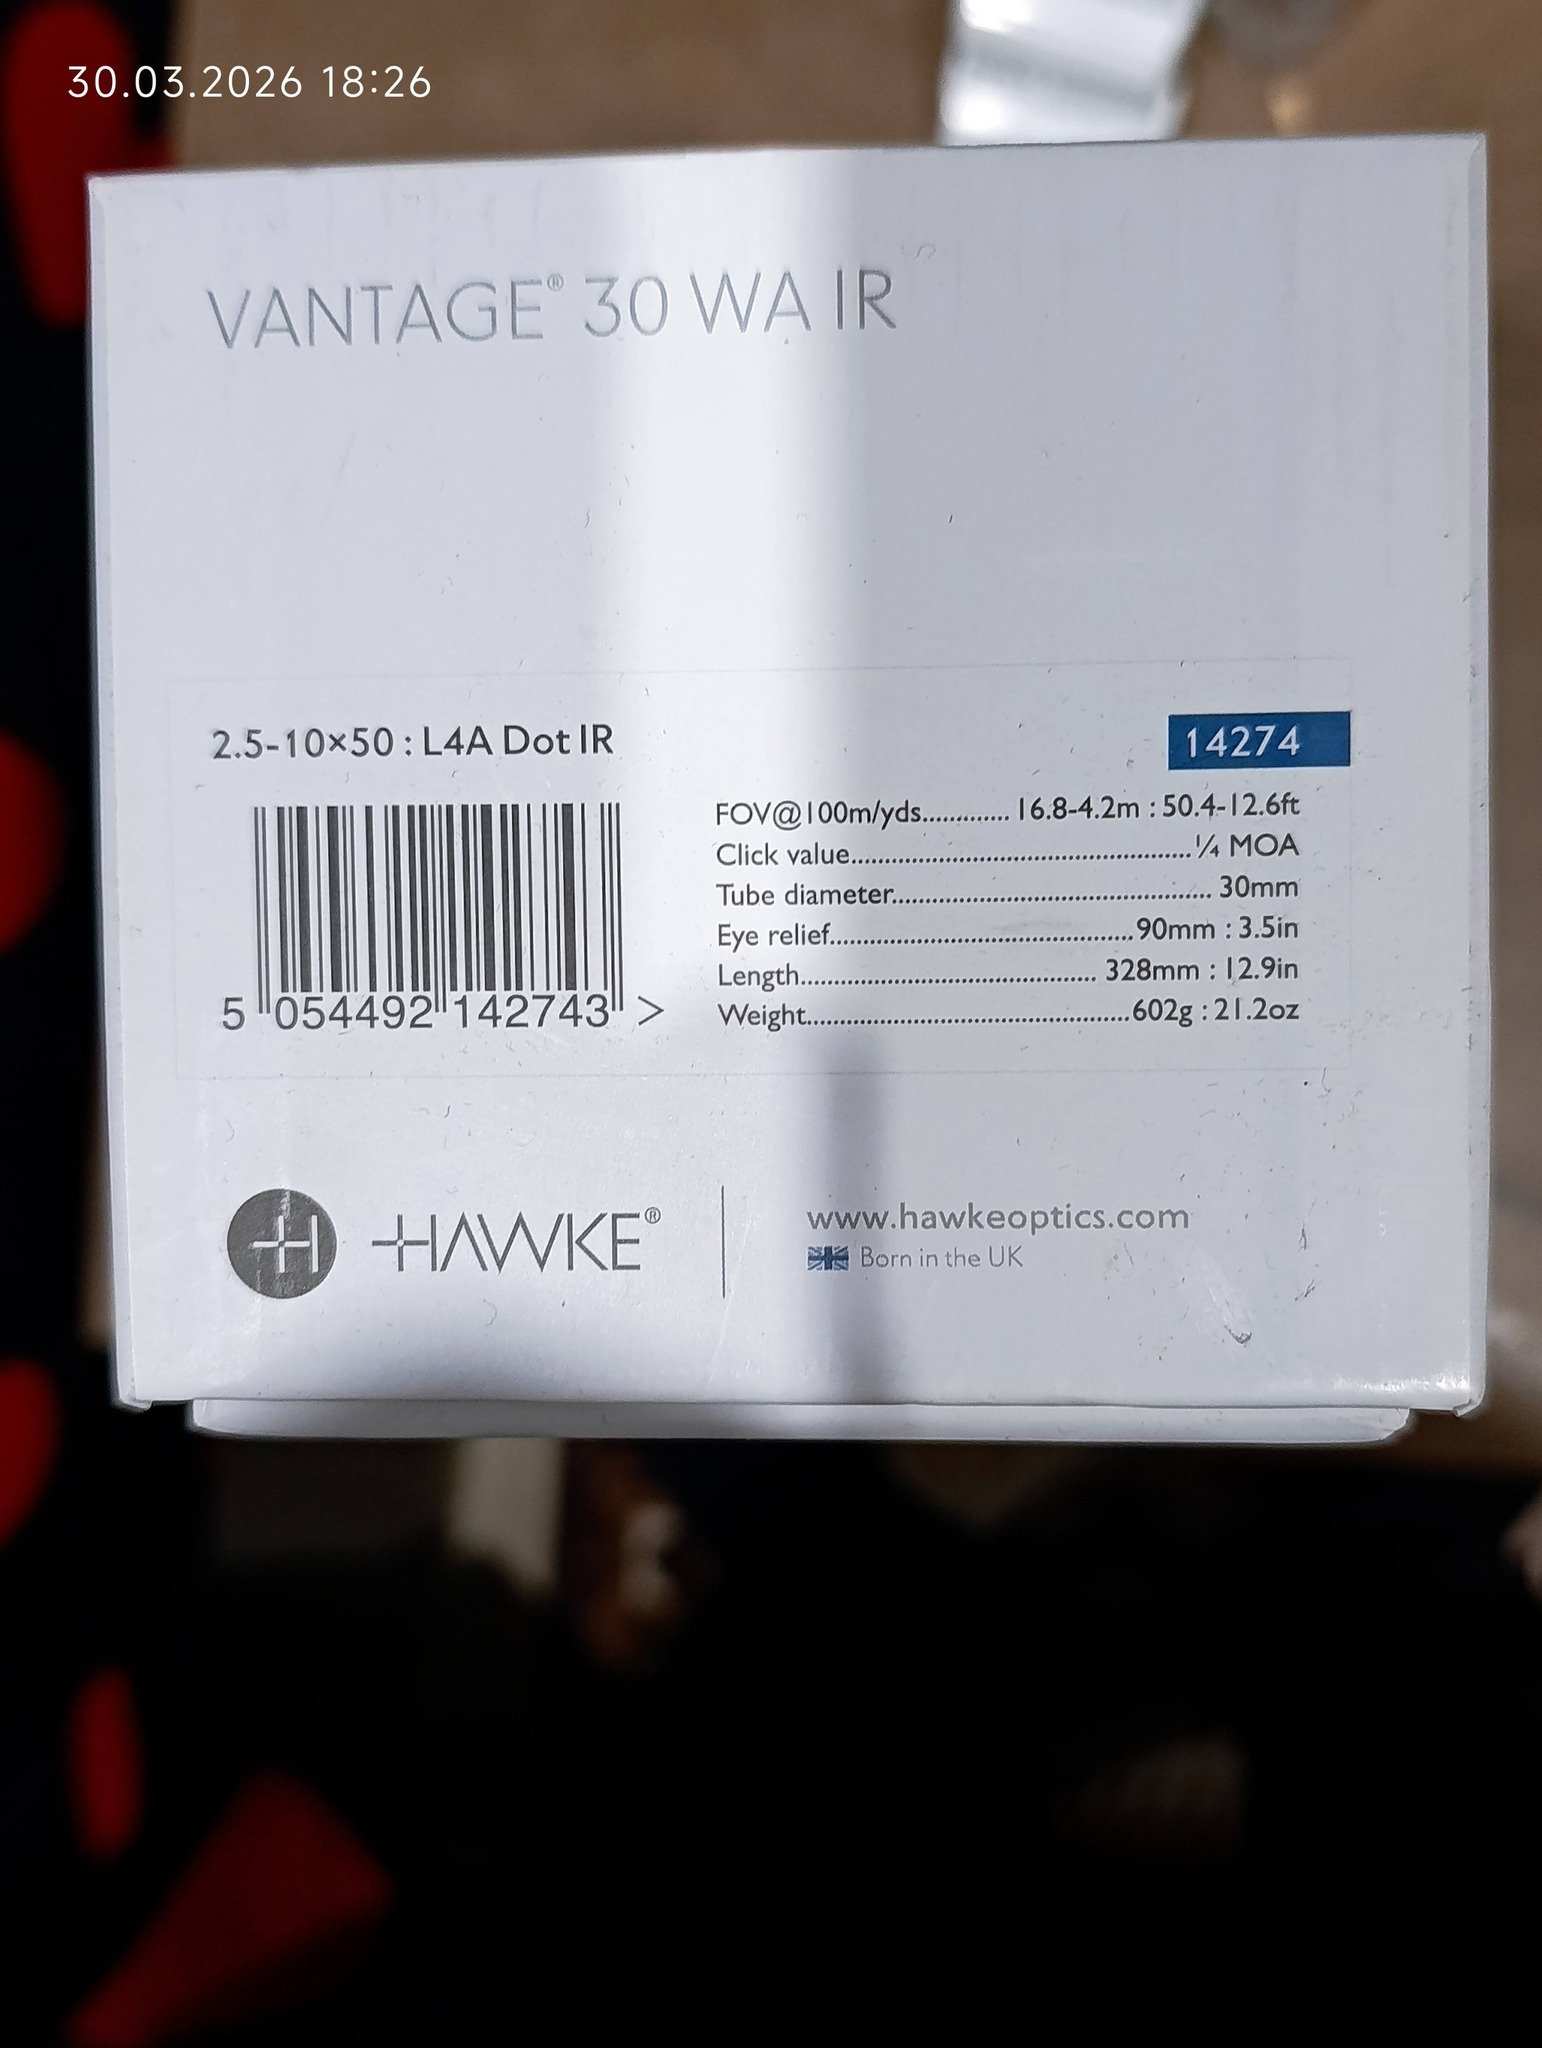 30.03.2026 18:26
VANTAGE® 30 WA IR
2.5-10×50 : L4A Dot IR
14274
FOV@100m/yds............. 16.8-4.2m : 50.4-12.6ft
Click value..................................................¼ MOA
Tube diameter............................................... 30mm
Eye relief............................................90mm : 3.5in
Length........................................... 328mm : 12.9in
Weight...............................................602g : 21.2oz
5 054492 142743 >
HAWKE®
www.hawkeoptics.com
Born in the UK